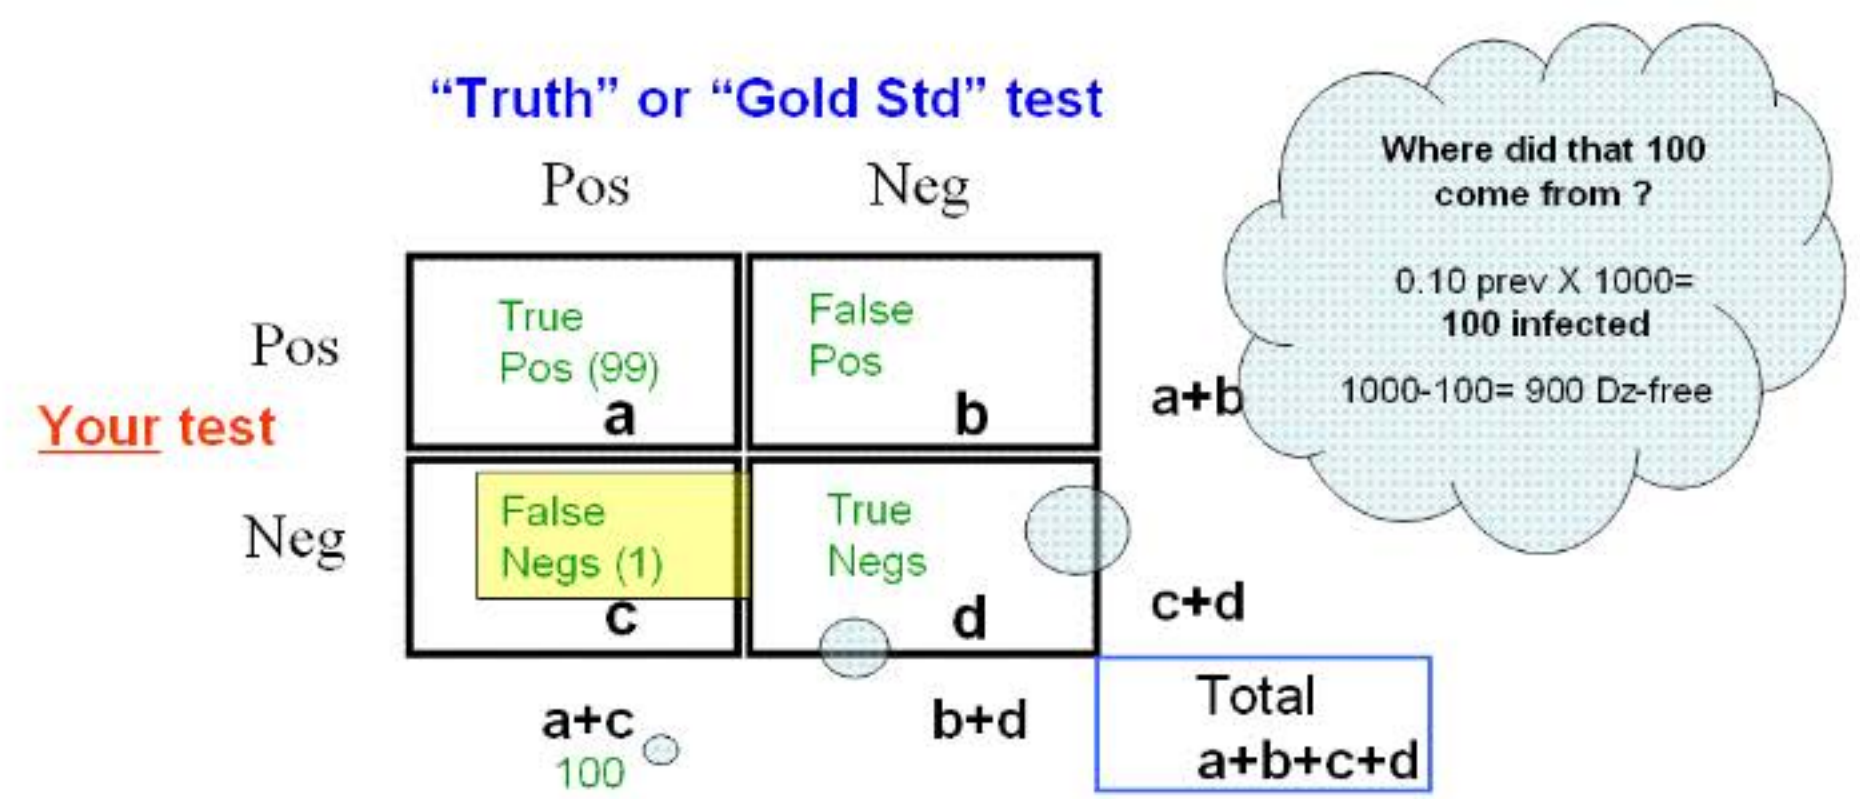 “Truth” or “Gold Std” test
Pos Neg
Where did that 100
come from ?
0.10 prev X 1000=
100 infected
1000-100= 900 Dz-free
Your test
Pos
True
Pos (99)
a
False
Pos
b
a+b
Neg
False
Negs (1)
c
True
Negs
d
c+d
a+c
100
b+d
Total
a+b+c+d